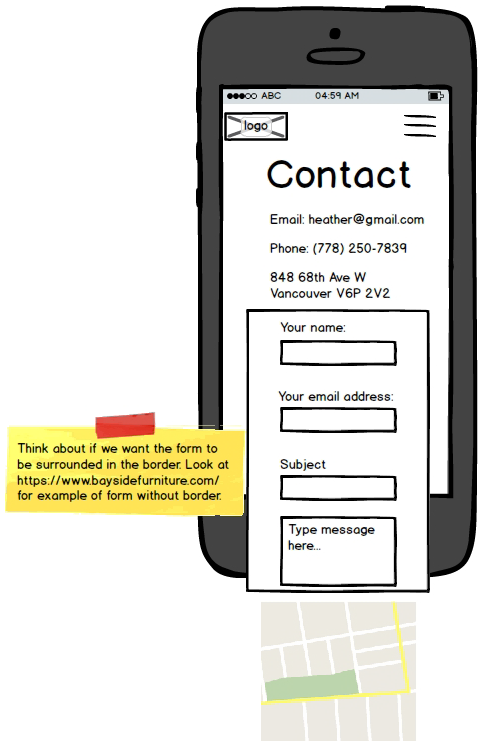 ABC 04:59 AM
logo
Contact
Email: heather@gmail.com
Phone: (778) 250-7839
848 68th Ave W
Vancouver V6P 2V2
Your name:
Your email address:
Subject
Type message
here...
Think about if we want the form to
be surrounded in the border. Look at
https://www.baysidefurniture.com/
for example of form without border.